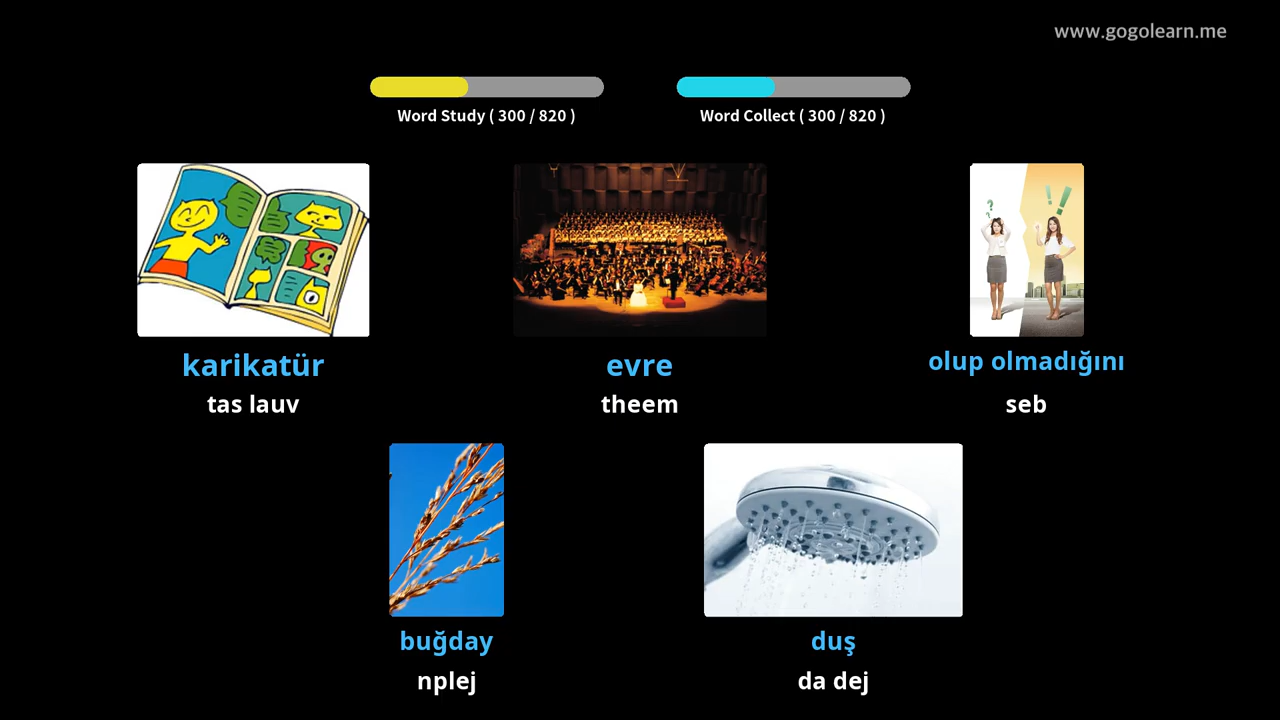 www.gogolearn.me
Word Study ( 300 / 820 )
Word Collect ( 300 / 820 )
karikatür
tas lauv
evre
theem
olup olmadığını
seb
buğday
nplej
duş
da dej